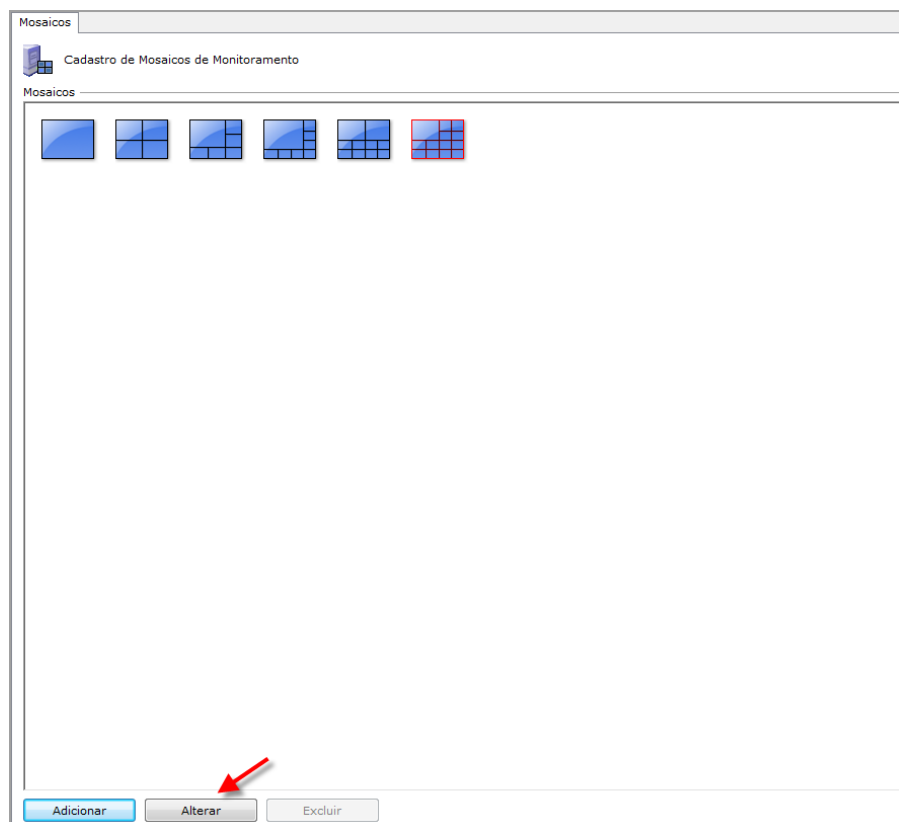 Mosaicos
Cadastro de Mosaicos de Monitoramento
Mosaicos
Adicionar
Alterar
Excluir